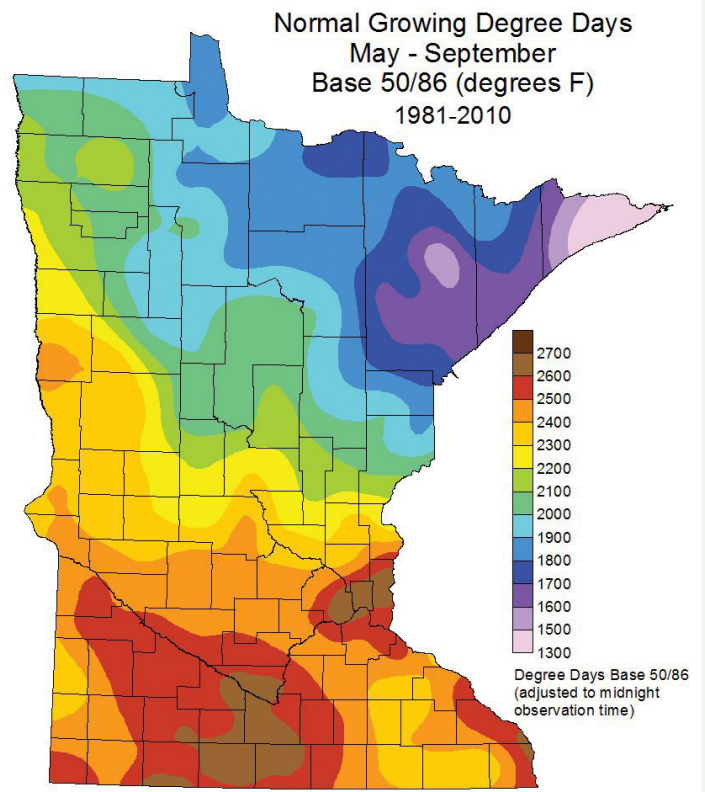 Normal Growing Degree Days
May - September
Base 50/86 (degrees F)
1981-2010
2700
2600
2500
2400
2300
2200
2100
2000
1900
1800
1700
1600
1500
1300
Degree Days Base 50/86
(adjusted to midnight
observation time)